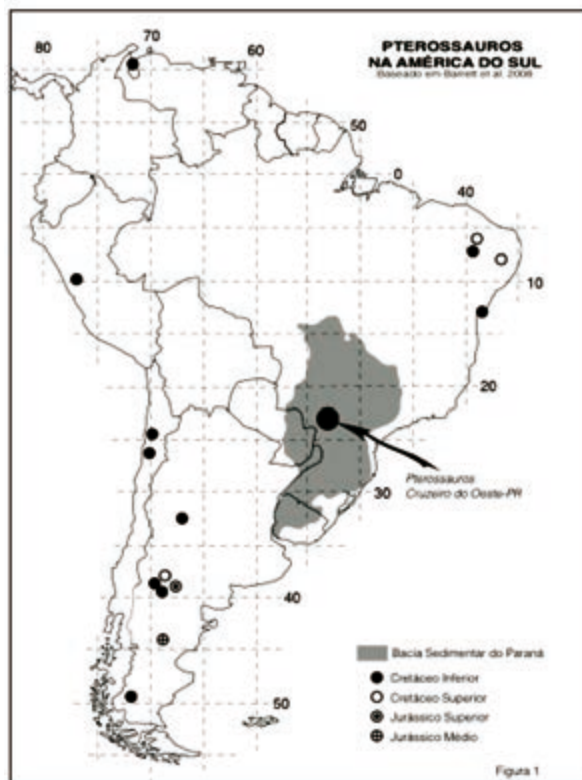 PTEROSSAUROS
NA AMÉRICA DO SUL
Baseado em Barrett et al. 2008
80
70
60
50
0
40
10
20
Pterossauros
Cruzeiro do Oeste-PR
30
40
Bacia Sedimentar do Paraná
Cretáceo Inferior
Cretáceo Superior
Jurássico Superior
Jurássico Médio
50
Figura 1